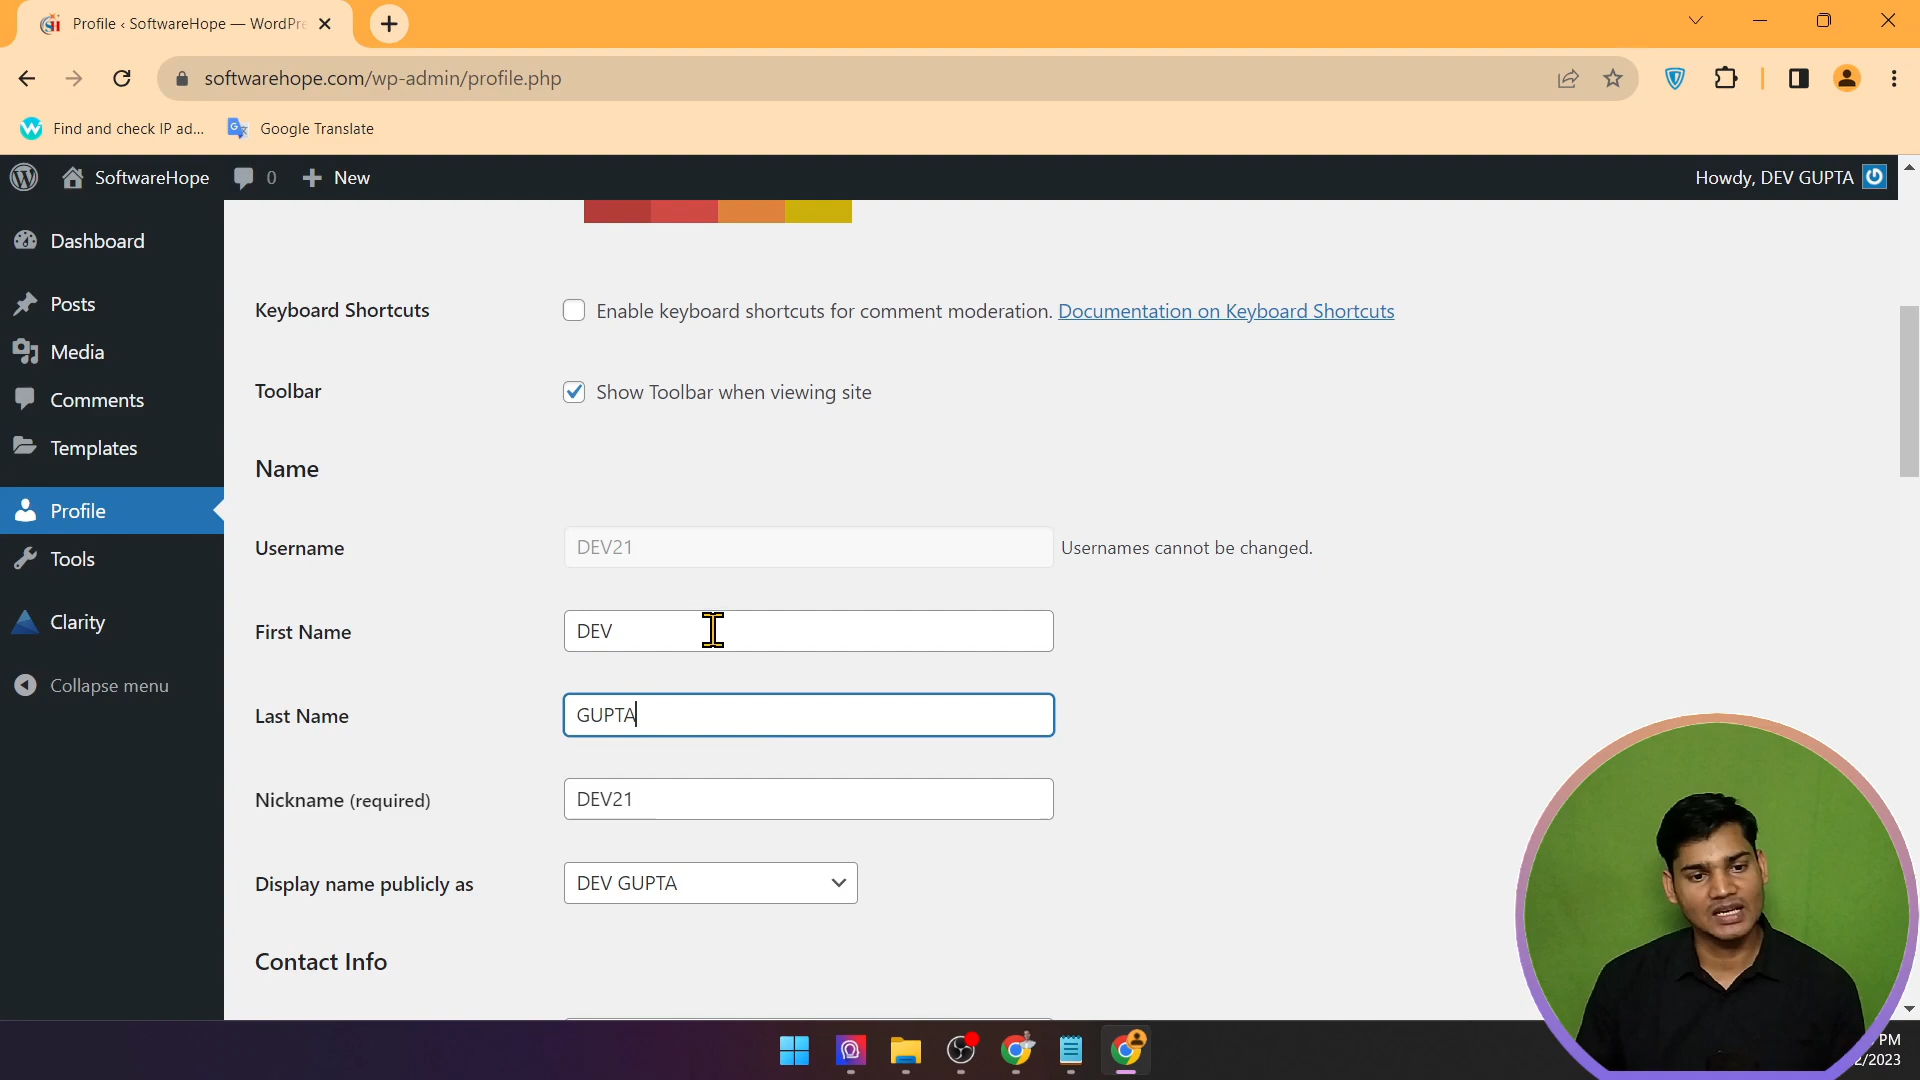 Profile ‹ SoftwareHope — WordPre
softwarehope.com/wp-admin/profile.php
Find and check IP ad...
Google Translate
SoftwareHope
0
New
Howdy, DEV GUPTA
Dashboard
Posts
Media
Comments
Templates
Profile
Tools
Clarity
Collapse menu
Keyboard Shortcuts
Enable keyboard shortcuts for comment moderation. Documentation on Keyboard Shortcuts
Toolbar
Show Toolbar when viewing site
Name
Username
DEV21
Usernames cannot be changed.
First Name
DEV
Last Name
GUPTA
Nickname (required)
DEV21
Display name publicly as
DEV GUPTA
Contact Info
PM
2/2023